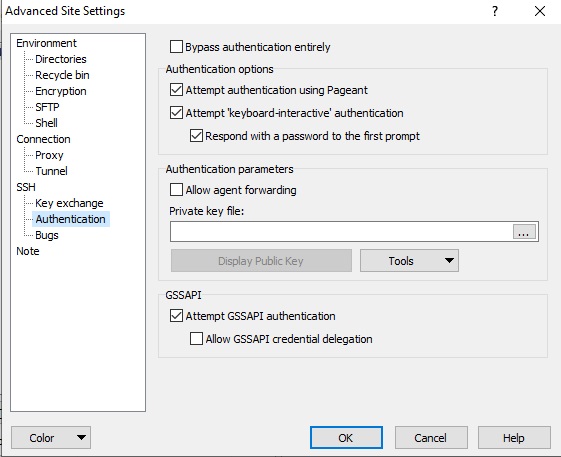 Advanced Site Settings
?
Environment
Directories
Recycle bin
Encryption
SFTP
Shell
Connection
Proxy
Tunnel
SSH
Key exchange
Authentication
Bugs
Note
Bypass authentication entirely
Authentication options
Attempt authentication using Pageant
Attempt 'keyboard-interactive' authentication
Respond with a password to the first prompt
Authentication parameters
Allow agent forwarding
Private key file:
...
Display Public Key
Tools
GSSAPI
Attempt GSSAPI authentication
Allow GSSAPI credential delegation
Color
OK
Cancel
Help